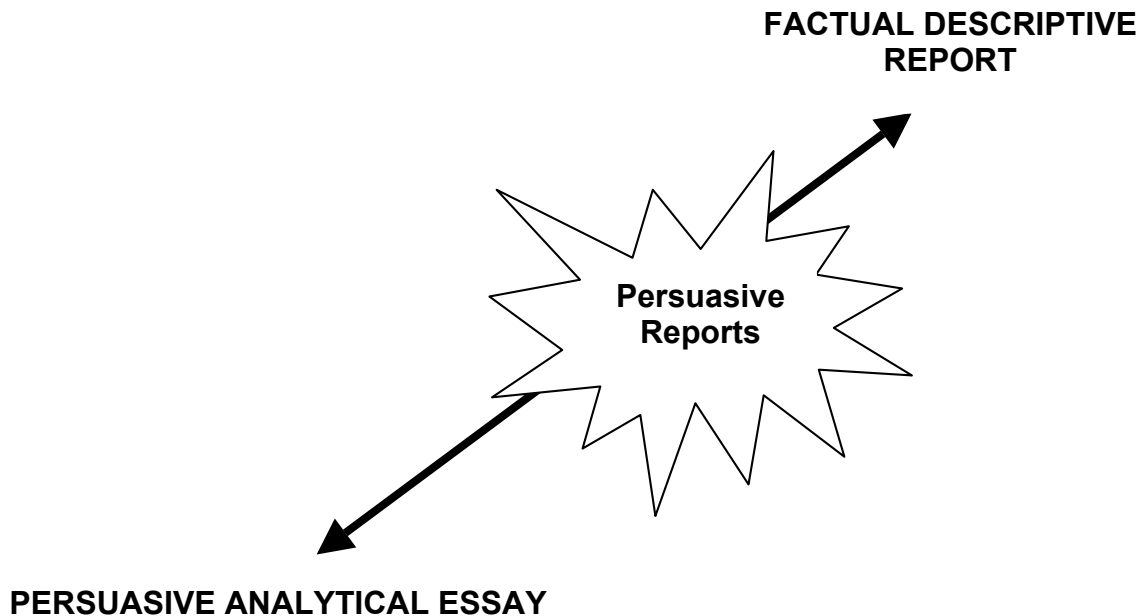 FACTUAL DESCRIPTIVE
REPORT
Persuasive
Reports
PERSUASIVE ANALYTICAL ESSAY